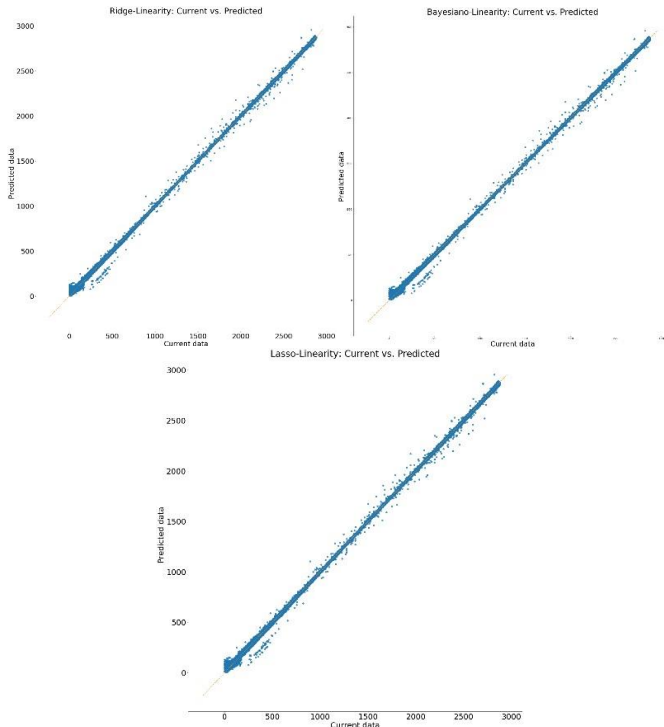 Ridge-Linearity: Current vs. Predicted
3000
2500
2000
1500
1000
500
0
Predicted data
0 500 1000 1500 2000 2500 3000
Current data
Bayesiano-Linearity: Current vs. Predicted
Predicted data
Current data
Lasso-Linearity: Current vs. Predicted
3000
2500
2000
1500
1000
500
0
Predicted data
0 500 1000 1500 2000 2500 3000
Current data